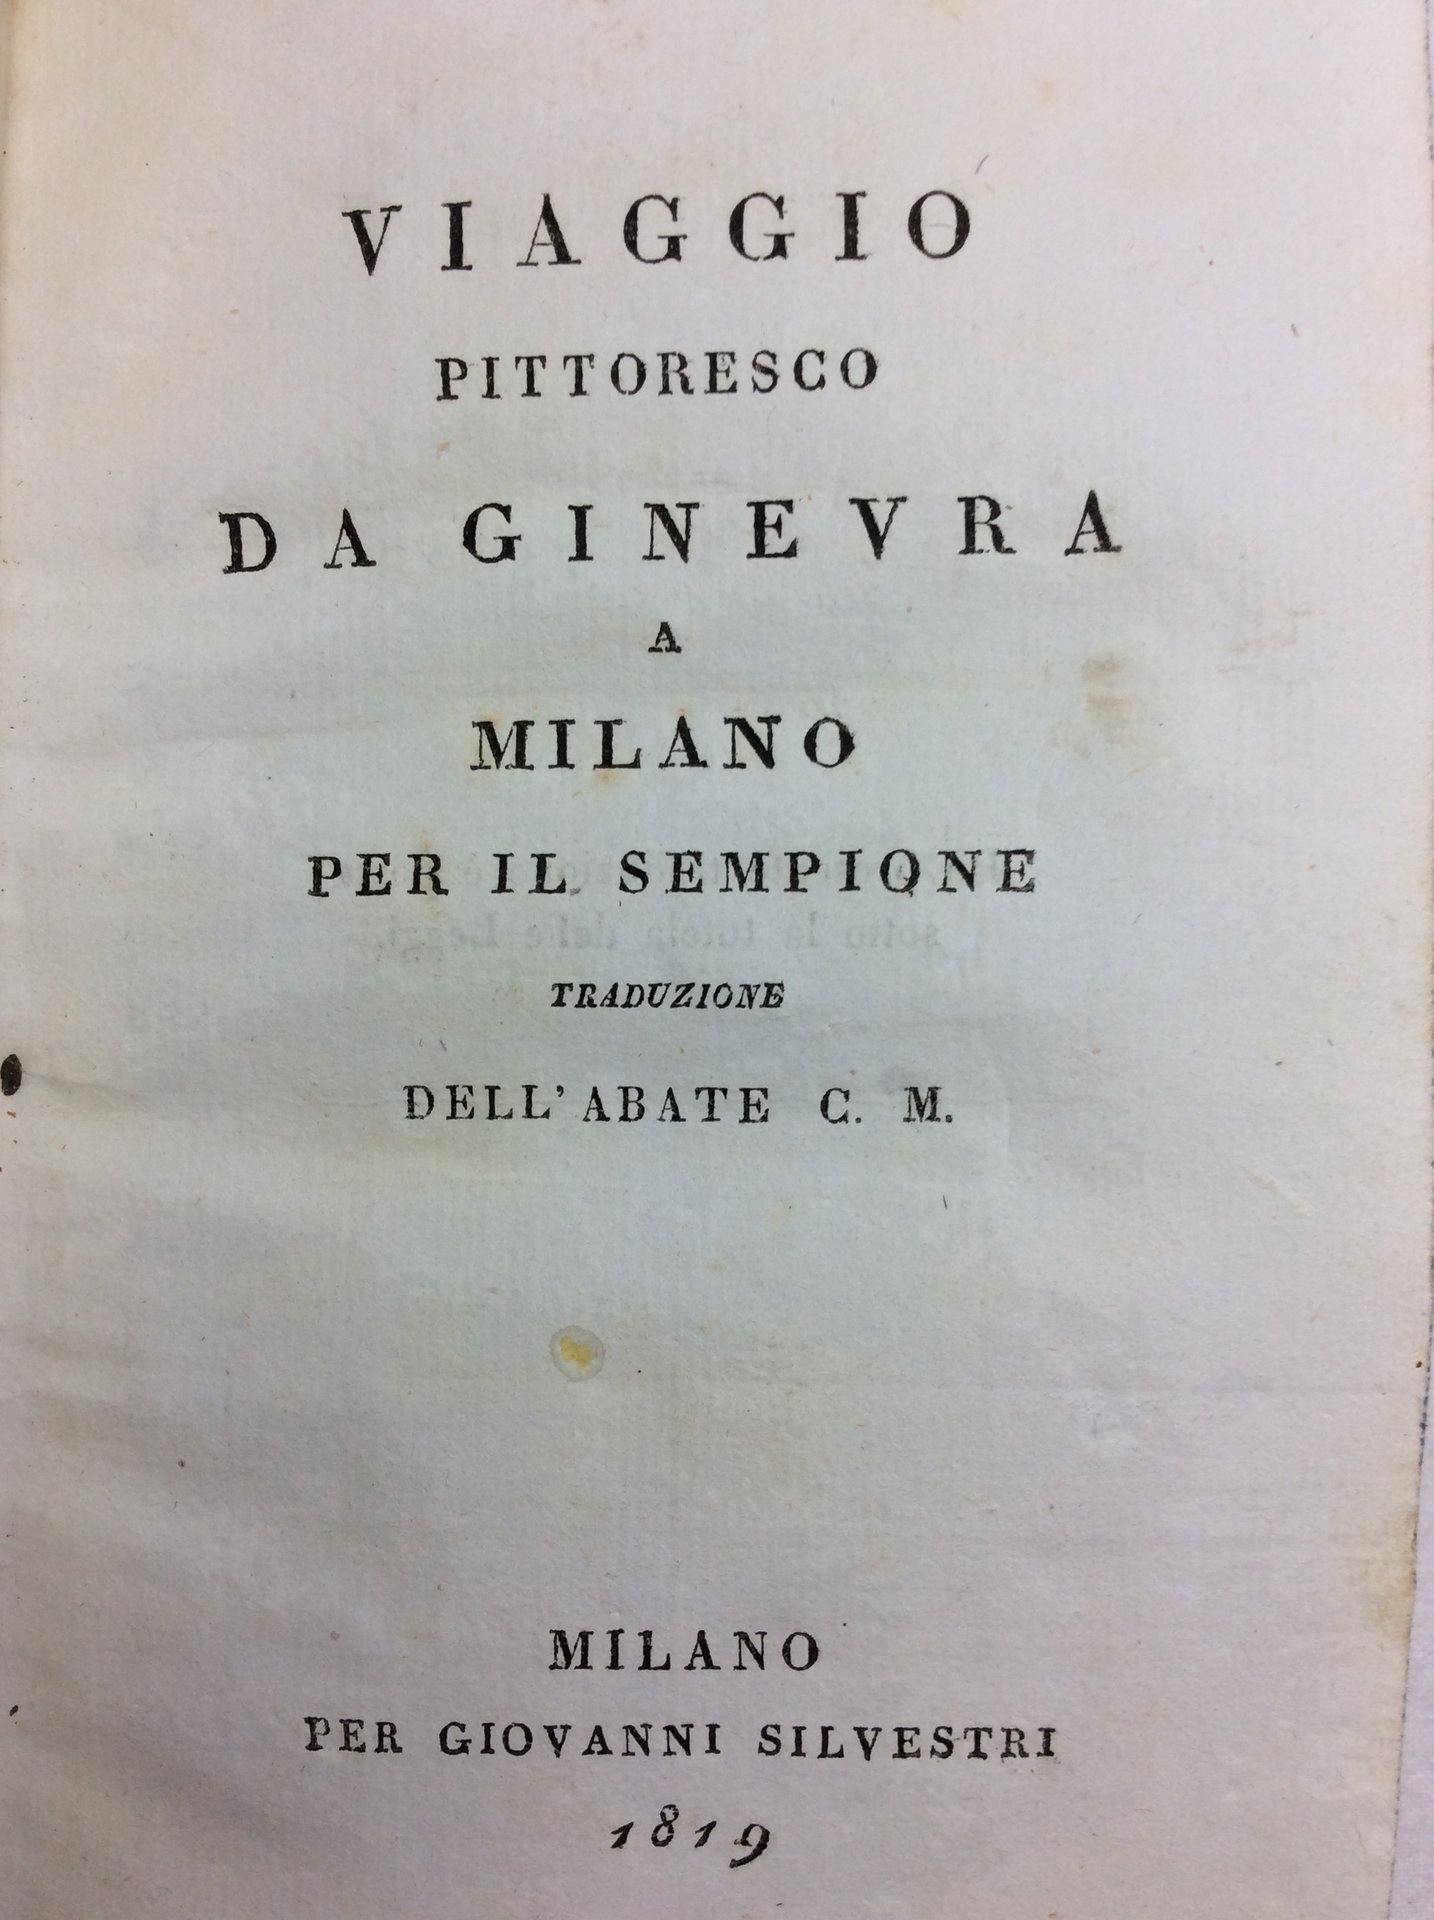 VIAGGIO
PITTORESCO
DA GINEVRA
A
MILANO
PER IL SEMPIONE
TRADUZIONE
DELL'ABATE C. M.
MILANO
PER GIOVANNI SILVESTRI
1819